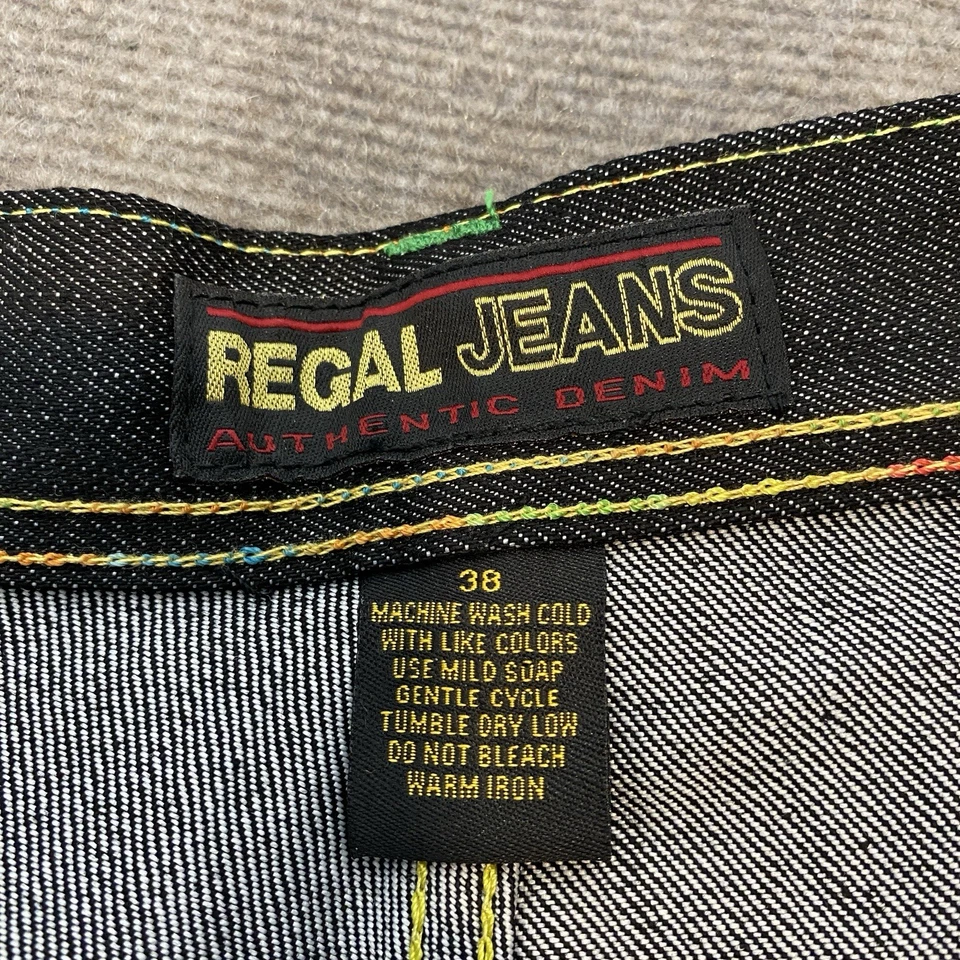 REGAL JEANS
AUTHENTIC DENIM
38
MACHINE WASH COLD
WITH LIKE COLORS
USE MILD SOAP
GENTLE CYCLE
TUMBLE DRY LOW
DO NOT BLEACH
WARM IRON